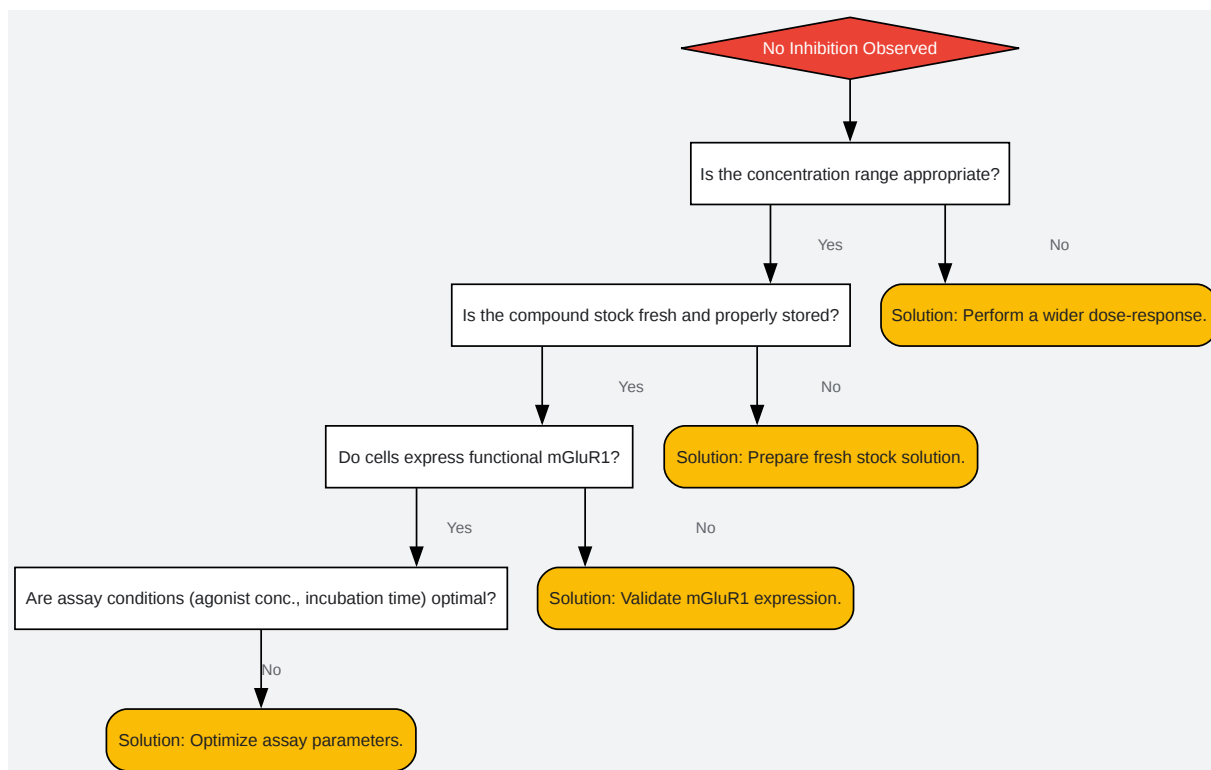 No Inhibition Observed
Is the concentration range appropriate?
Yes
No
Is the compound stock fresh and properly stored?
Solution: Perform a wider dose-response.
Yes
No
Do cells express functional mGluR1?
Solution: Prepare fresh stock solution.
Yes
No
Are assay conditions (agonist conc., incubation time) optimal?
Solution: Validate mGluR1 expression.
No
Solution: Optimize assay parameters.